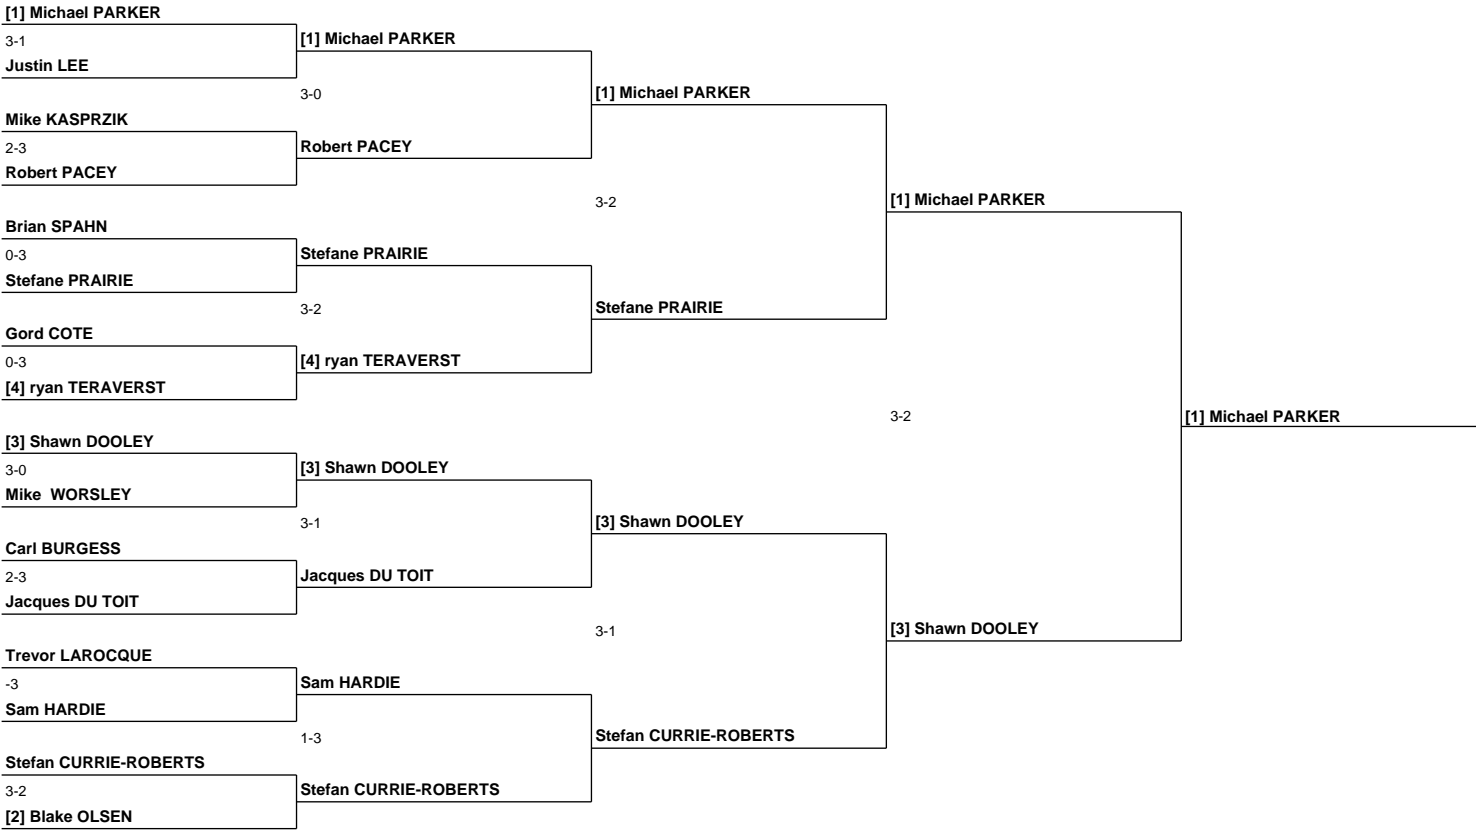 [1] Michael PARKER
3-1
Justin LEE
[1] Michael PARKER
3-0
Mike KASPRZIK
2-3
Robert PACEY
Robert PACEY
[1] Michael PARKER
3-2
Brian SPAHN
0-3
Stefane PRAIRIE
Stefane PRAIRIE
3-2
Gord COTE
0-3
[4] ryan TERAVERST
[4] ryan TERAVERST
Stefane PRAIRIE
[1] Michael PARKER
3-2
[3] Shawn DOOLEY
3-0
Mike  WORSLEY
[3] Shawn DOOLEY
3-1
Carl BURGESS
2-3
Jacques DU TOIT
Jacques DU TOIT
[3] Shawn DOOLEY
3-1
Trevor LAROCQUE
-3
Sam HARDIE
Sam HARDIE
1-3
Stefan CURRIE-ROBERTS
3-2
[2] Blake OLSEN
Stefan CURRIE-ROBERTS
Stefan CURRIE-ROBERTS
[3] Shawn DOOLEY
[1] Michael PARKER